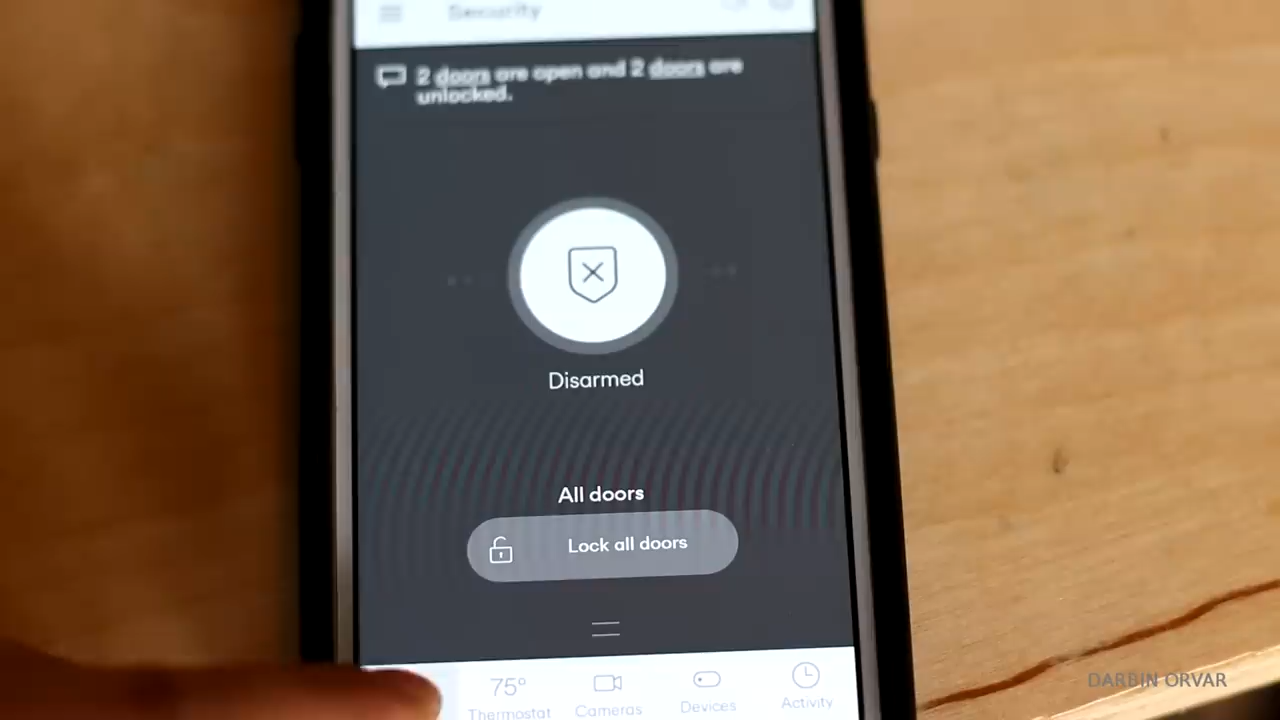 Security
2 doors are open and 2 doors are
unlocked.
Disarmed
All doors
Lock all doors
75°
Thermostat
Cameras
Devices
Activity
DARBIN ORVAR